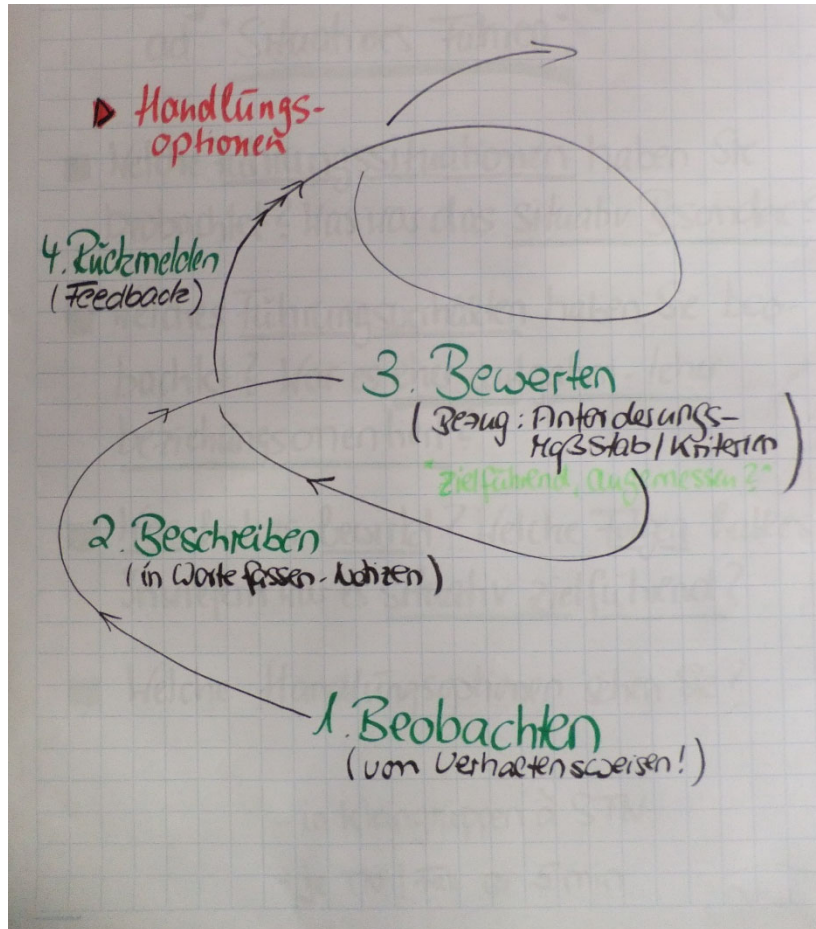 Handlungs-
optionen
4. Rückmelden
(Feedback)
3. Bewerten
(Bezug: Anforderungs-
Maßstab/Kriterien)
"zielführend, angemessen?"
2. Beschreiben
(in Worte fassen - Notizen)
1. Beobachten
(von Verhaltensweisen!)